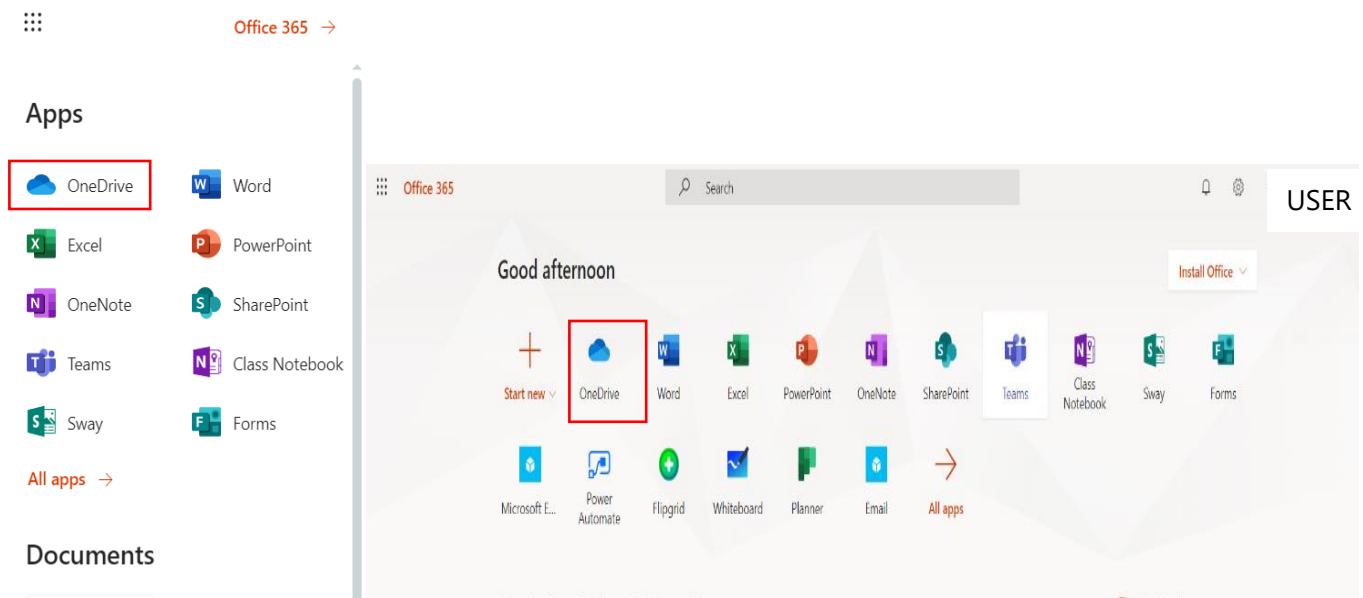 Office 365 →
Apps
OneDrive
Word
Excel
PowerPoint
OneNote
SharePoint
Teams
Class Notebook
Sway
Forms
All apps →
Documents
Office 365
Search
USER
Good afternoon
Install Office
Start new
OneDrive
Word
Excel
PowerPoint
OneNote
SharePoint
Teams
Class
Notebook
Sway
Forms
Microsoft E...
Power
Automate
Flipgrid
Whiteboard
Planner
Email
All apps